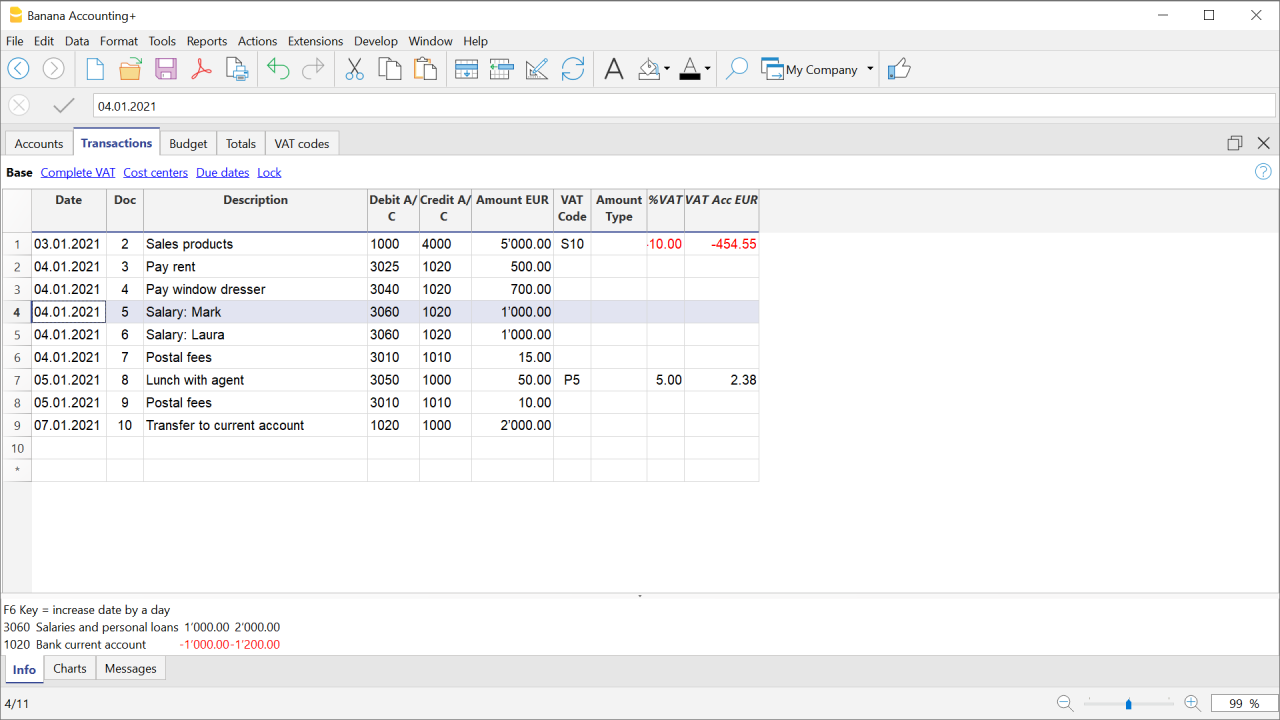 Banana Accounting+
File Edit Data Format Tools Reports Actions Extensions Develop Window Help
My Company
04.01.2021
Accounts Transactions Budget Totals VAT codes
Base Complete VAT Cost centers Due dates Lock
Date Doc Description Debit A/C Credit A/C Amount EUR VAT Code Amount Type %VAT VAT Acc EUR
1 03.01.2021 2 Sales products 1000 4000 5'000.00 S10 -10.00 -454.55
2 04.01.2021 3 Pay rent 3025 1020 500.00
3 04.01.2021 4 Pay window dresser 3040 1020 700.00
4 04.01.2021 5 Salary: Mark 3060 1020 1'000.00
5 04.01.2021 6 Salary: Laura 3060 1020 1'000.00
6 04.01.2021 7 Postal fees 3010 1010 15.00
7 05.01.2021 8 Lunch with agent 3050 1000 50.00 P5 5.00 2.38
8 05.01.2021 9 Postal fees 3010 1010 10.00
9 07.01.2021 10 Transfer to current account 1020 1000 2'000.00
10
*
F6 Key = increase date by a day
3060 Salaries and personal loans 1'000.00 2'000.00
1020 Bank current account -1'000.00 -1'200.00
Info Charts Messages
4/11
99 %